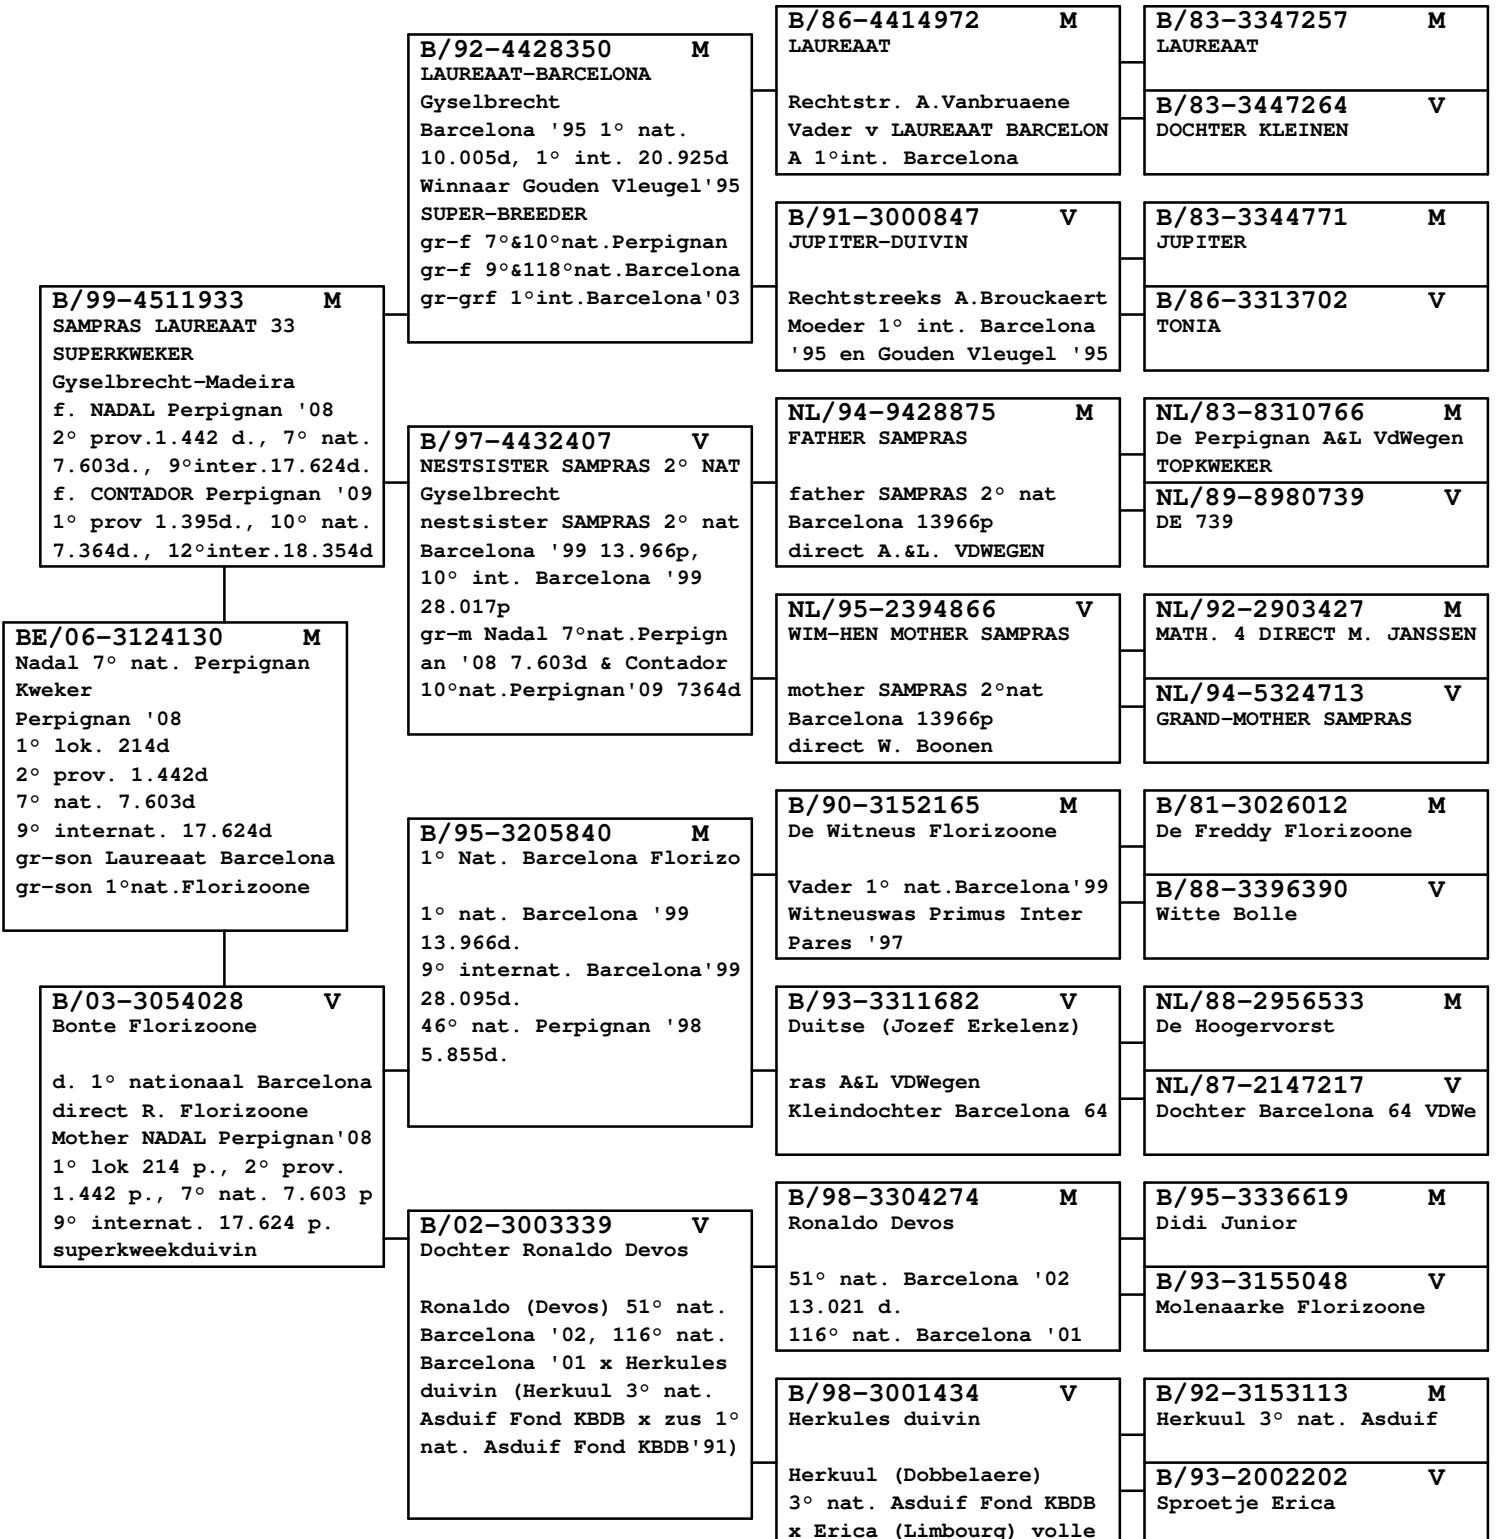 BE/06-3124130 M
Nadal 7° nat. Perpignan
Kweker
Perpignan '08
1° lok. 214d
2° prov. 1.442d
7° nat. 7.603d
9° internat. 17.624d
gr-son Laureaat Barcelona
gr-son 1°nat.Florizoone
B/99-4511933 M
SAMPRAS LAUREAAT 33
SUPERKWEKER
Gyselbrecht-Madeira
f. NADAL Perpignan '08
2° prov.1.442 d., 7° nat.
7.603d., 9°inter.17.624d.
f. CONTADOR Perpignan '09
1° prov 1.395d., 10° nat.
7.364d., 12°inter.18.354d
B/03-3054028 V
Bonte Florizoone
d. 1° nationaal Barcelona
direct R. Florizoone
Mother NADAL Perpignan'08
1° lok 214 p., 2° prov.
1.442 p., 7° nat. 7.603 p
9° internat. 17.624 p.
superkweekduivin
B/92-4428350 M
LAUREAAT-BARCELONA
Gyselbrecht
Barcelona '95 1° nat.
10.005d, 1° int. 20.925d
Winnaar Gouden Vleugel'95
SUPER-BREEDER
gr-f 7°&10°nat.Perpignan
gr-f 9°&118°nat.Barcelona
gr-grf 1°int.Barcelona'03
B/97-4432407 V
NESTSISTER SAMPRAS 2° NAT
Gyselbrecht
nestsister SAMPRAS 2° nat
Barcelona '99 13.966p,
10° int. Barcelona '99
28.017p
gr-m Nadal 7°nat.Perpign
an '08 7.603d & Contador
10°nat.Perpignan'09 7364d
B/95-3205840 M
1° Nat. Barcelona Florizo
1° nat. Barcelona '99
13.966d.
9° internat. Barcelona'99
28.095d.
46° nat. Perpignan '98
5.855d.
B/02-3003339 V
Dochter Ronaldo Devos
Ronaldo (Devos) 51° nat.
Barcelona '02, 116° nat.
Barcelona '01 x Herkules
duivin (Herkuul 3° nat.
Asduif Fond KBDB x zus 1°
nat. Asduif Fond KBDB'91)
B/86-4414972 M
LAUREAAT
Rechtstr. A.Vanbruaene
Vader v LAUREAAT BARCELON
A 1°int. Barcelona
B/91-3000847 V
JUPITER-DUIVIN
Rechtstreeks A.Brouckaert
Moeder 1° int. Barcelona
'95 en Gouden Vleugel '95
NL/94-9428875 M
FATHER SAMPRAS
father SAMPRAS 2° nat
Barcelona 13966p
direct A.&L. VDWEGEN
NL/95-2394866 V
WIM-HEN MOTHER SAMPRAS
mother SAMPRAS 2°nat
Barcelona 13966p
direct W. Boonen
B/90-3152165 M
De Witneus Florizoone
Vader 1° nat.Barcelona'99
Witneuswas Primus Inter
Pares '97
B/93-3311682 V
Duitse (Jozef Erkelenz)
ras A&L VDWegen
Kleindochter Barcelona 64
B/98-3304274 M
Ronaldo Devos
51° nat. Barcelona '02
13.021 d.
116° nat. Barcelona '01
B/98-3001434 V
Herkules duivin
Herkuul (Dobbelaere)
3° nat. Asduif Fond KBDB
x Erica (Limbourg) volle
B/83-3347257 M
LAUREAAT
B/83-3447264 V
DOCHTER KLEINEN
B/83-3344771 M
JUPITER
B/86-3313702 V
TONIA
NL/83-8310766 M
De Perpignan A&L VdWegen
TOPKWEKER
NL/89-8980739 V
DE 739
NL/92-2903427 M
MATH. 4 DIRECT M. JANSSEN
NL/94-5324713 V
GRAND-MOTHER SAMPRAS
B/81-3026012 M
De Freddy Florizoone
B/88-3396390 V
Witte Bolle
NL/88-2956533 M
De Hoogervorst
NL/87-2147217 V
Dochter Barcelona 64 VDWe
B/95-3336619 M
Didi Junior
B/93-3155048 V
Molenaarke Florizoone
B/92-3153113 M
Herkuul 3° nat. Asduif
B/93-2002202 V
Sproetje Erica